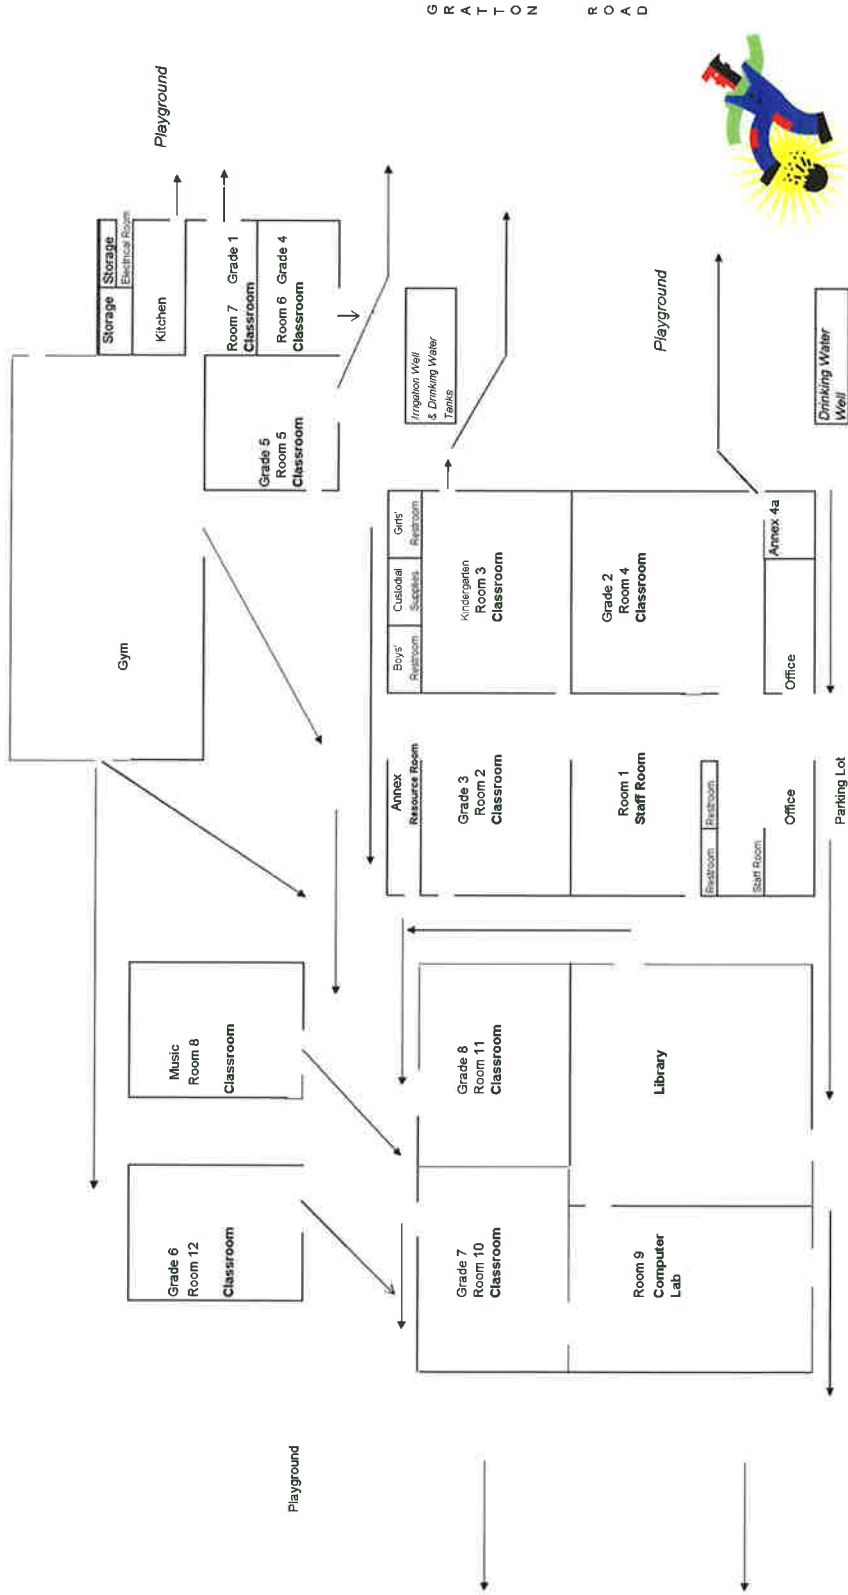 Playground
Grade 6
Room 12
Classroom
Music
Room 8
Classroom
Gym
Storage
Storage
Electrical Room
Kitchen
Playground
Room 7 Grade 1
Classroom
Room 6 Grade 4
Classroom
Grade 5
Room 5
Classroom
Irrigation Well
& Drinking Water
Tanks
Grade 7
Room 10
Classroom
Grade 8
Room 11
Classroom
Annex
Resource Room
Grade 3
Room 2
Classroom
Boys'
Restroom
Custodial
Supplies
Girls'
Restroom
Kindergarten
Room 3
Classroom
Room 9
Computer
Lab
Library
Room 1
Staff Room
Restroom
Restroom
Staff Room
Office
Grade 2
Room 4
Classroom
Office
Annex 4a
Playground
Drinking Water
Well
Parking Lot
GRATTON
ROAD